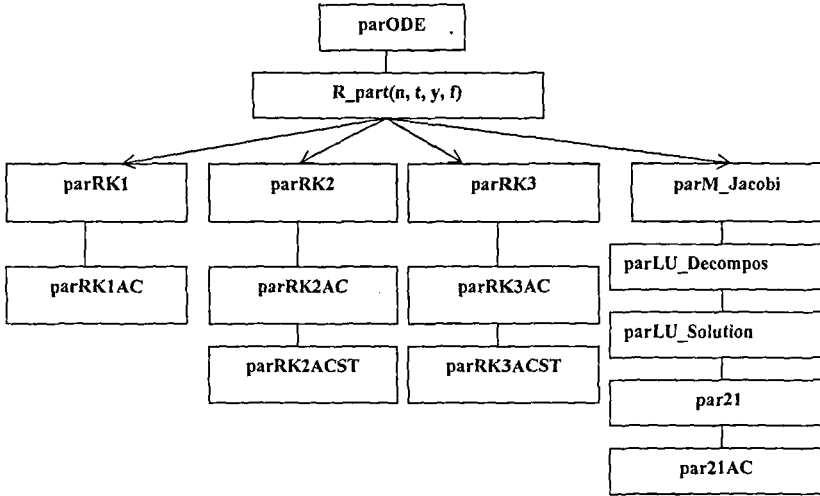 parODE
R_part(n, t, y, f)
parRK1
parRK2
parRK3
parM_Jacobi
parRK1AC
parRK2AC
parRK3AC
parLU_Decompos
parRK2ACST
parRK3ACST
parLU_Solution
par21
par21AC